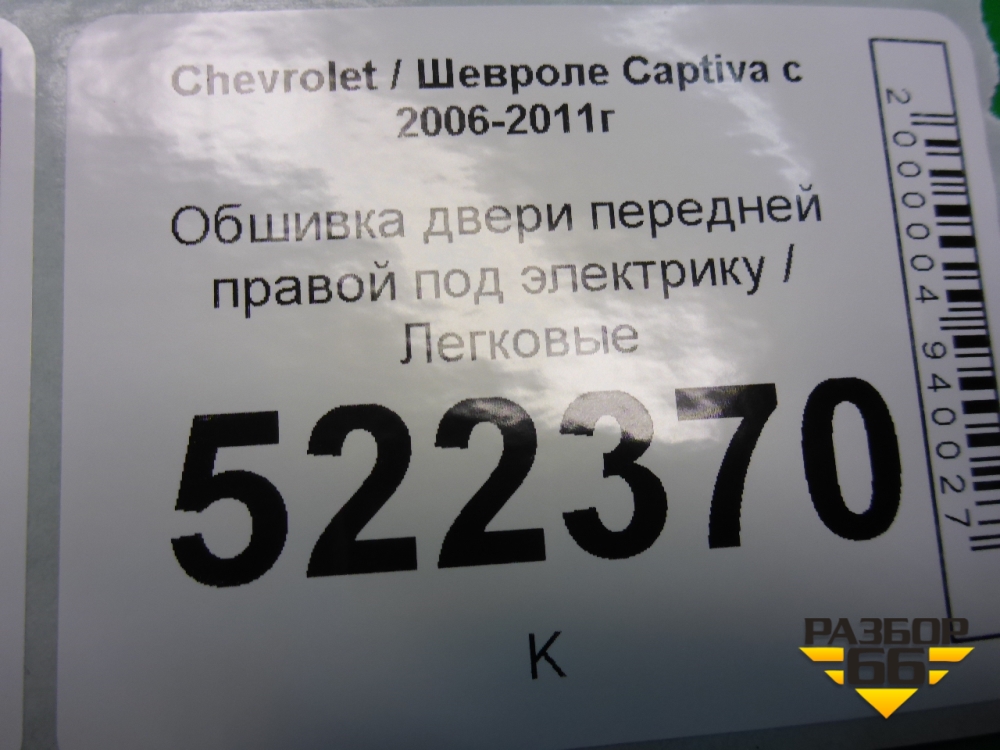 Chevrolet / Шевроле Captiva с
2006-2011г
Обшивка двери передней
правой под электрику /
Легковые
522370
К
2000004940027
РАЗБОР
66